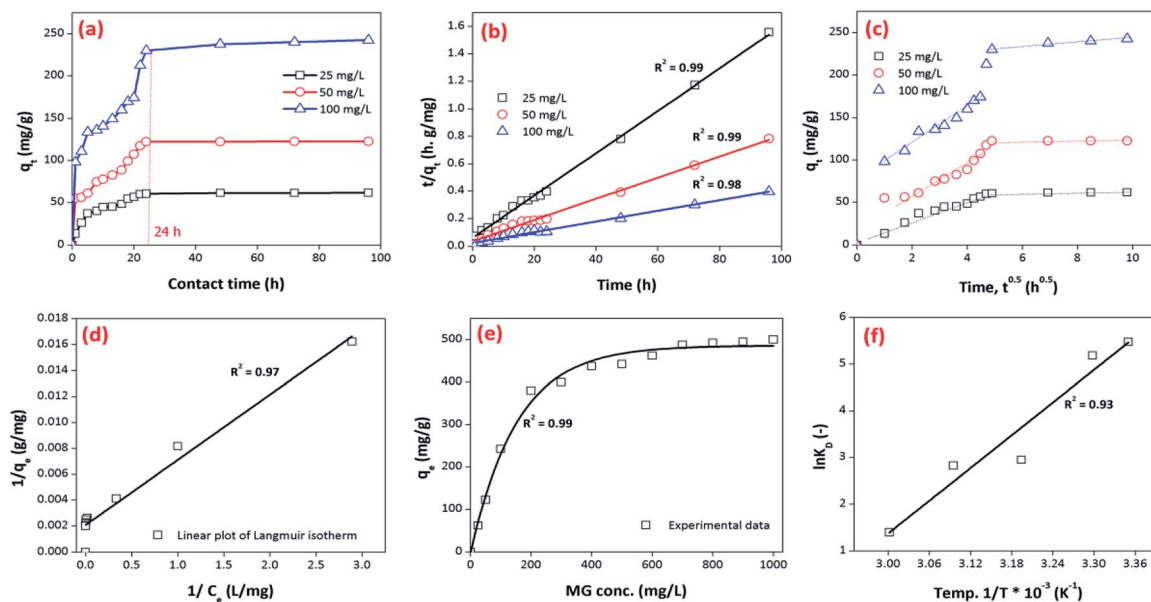 (a)
250
200
150
100
50
0
qt (mg/g)
25 mg/L
50 mg/L
100 mg/L
24 h
0 20 40 60 80 100
Contact time (h)
(b)
1.6
1.4
1.2
1.0
0.8
0.6
0.4
0.2
0.0
t/qt (h. g/mg)
25 mg/L
50 mg/L
100 mg/L
R² = 0.99
R² = 0.99
R² = 0.98
0 20 40 60 80 100
Time (h)
(c)
250
200
150
100
50
0
qt (mg/g)
25 mg/L
50 mg/L
100 mg/L
0 2 4 6 8 10
Time, t^0.5 (h^0.5)
(d)
0.018
0.016
0.014
0.012
0.010
0.008
0.006
0.004
0.002
0.000
1/qe (g/mg)
R² = 0.97
Linear plot of Langmuir isotherm
0.0 0.5 1.0 1.5 2.0 2.5 3.0
1/ Ce (L/mg)
(e)
500
400
300
200
100
0
qe (mg/g)
R² = 0.99
Experimental data
0 200 400 600 800 1000
MG conc. (mg/L)
(f)
6
5
4
3
2
1
lnKD (-)
R² = 0.93
3.00 3.06 3.12 3.18 3.24 3.30 3.36
Temp. 1/T * 10⁻³ (K⁻¹)